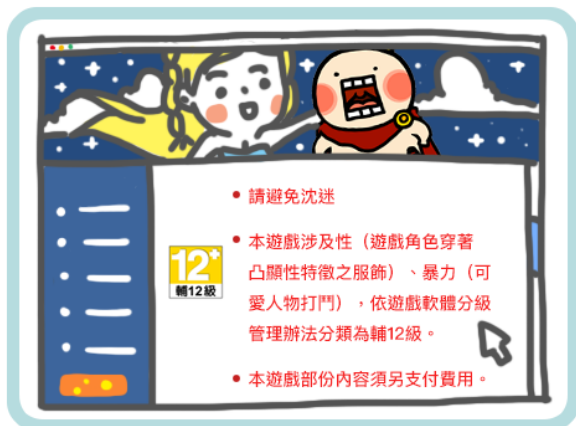 請避免沈迷
12+
輔12級
本遊戲涉及性（遊戲角色穿著
凸顯性特徵之服飾）、暴力（可
愛人物打鬥），依遊戲軟體分級
管理辦法分類為輔12級。
本遊戲部份內容須另支付費用。